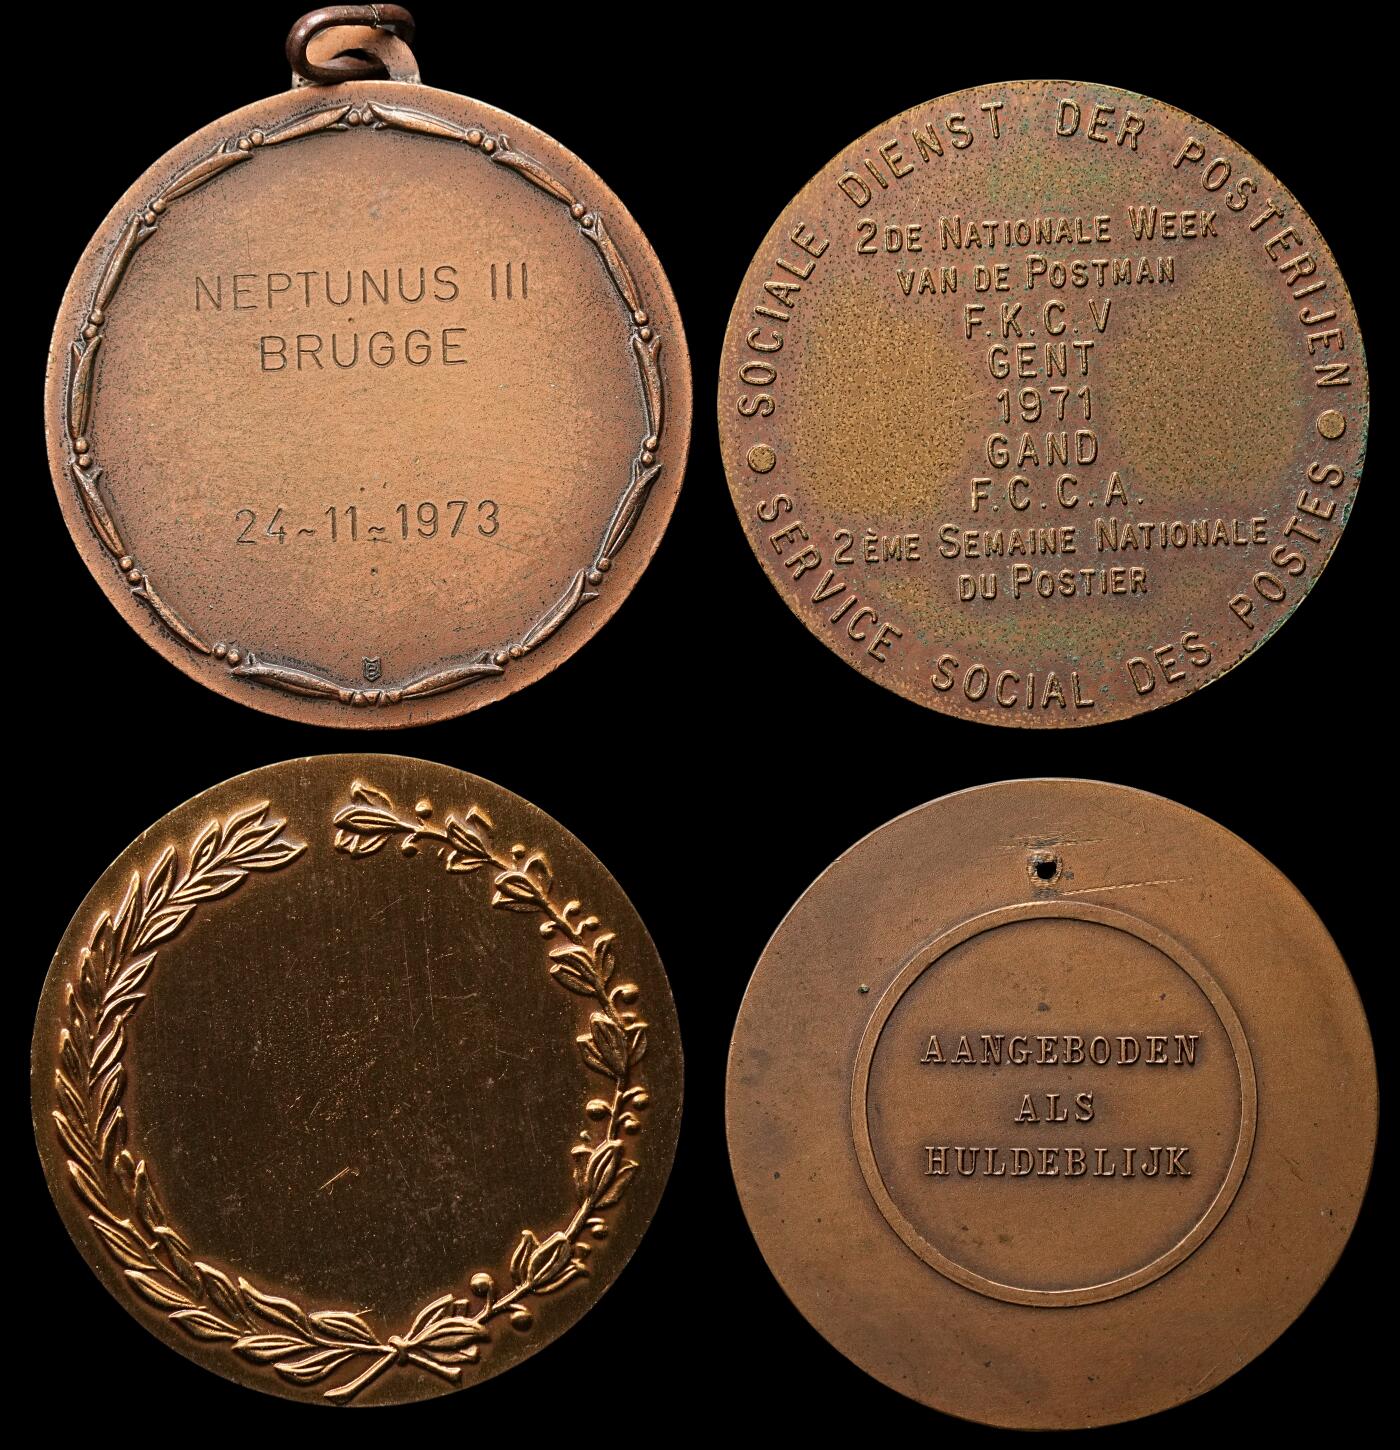 NEPTUNUS III
BRUGGE
24~11~1973
SOCIALE DIENST DER POSTERIJEN
2DE NATIONALE WEEK
VAN DE POSTMAN
F.K.C.V
GENT
1971
GAND
F.C.C.A.
2ÈME SEMAINE NATIONALE
DU POSTIER
SERVICE SOCIAL DES POSTES
AANGEBODEN
ALS
HULDEBLIJK